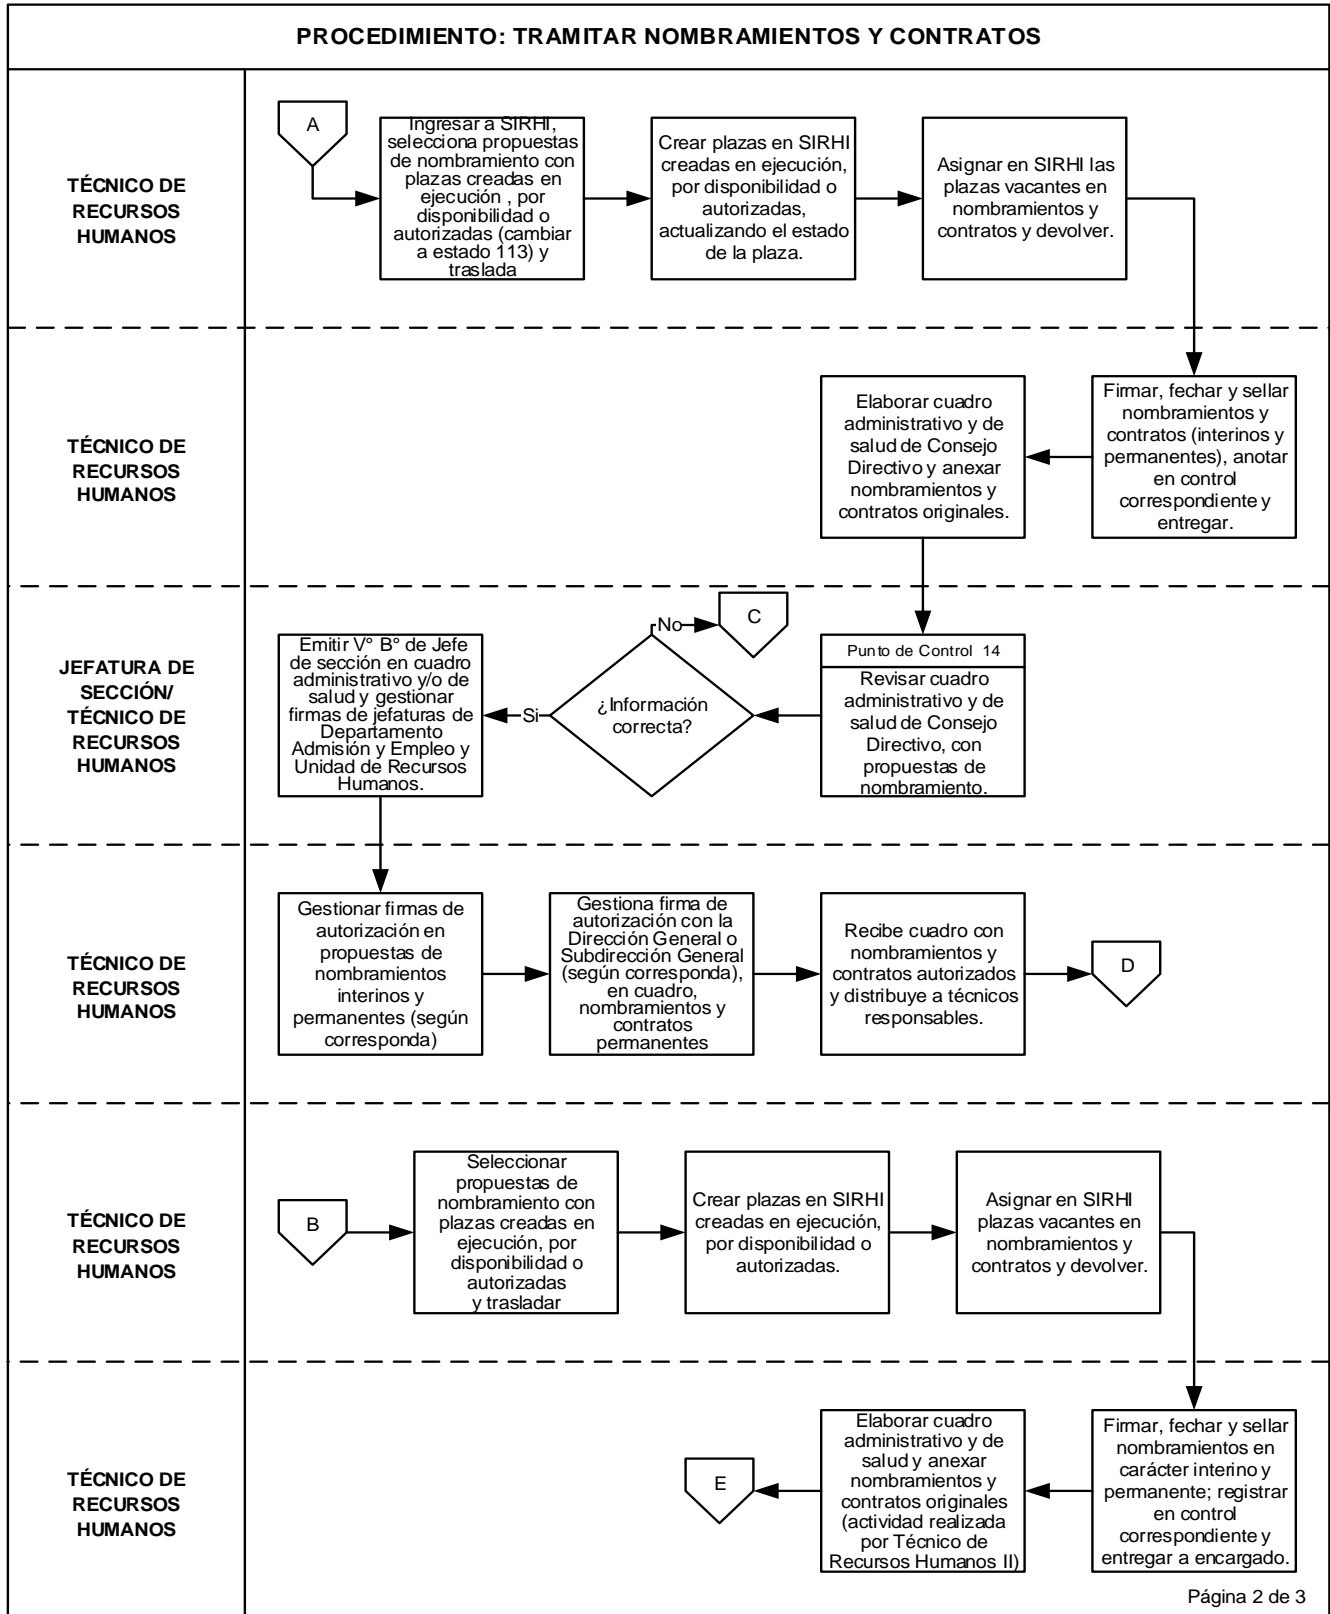 PROCEDIMIENTO: TRAMITAR NOMBRAMIENTOS Y CONTRATOS
TÉCNICO DE
RECURSOS
HUMANOS
A
Ingresar a SIRHI,
selecciona propuestas
de nombramiento con
plazas creadas en
ejecución , por
disponibilidad o
autorizadas (cambiar
a estado 113) y
traslada
Crear plazas en SIRHI
creadas en ejecución,
por disponibilidad o
autorizadas,
actualizando el estado
de la plaza.
Asignar en SIRHI las
plazas vacantes en
nombramientos y
contratos y devolver.
TÉCNICO DE
RECURSOS
HUMANOS
Elaborar cuadro
administrativo y de
salud de Consejo
Directivo y anexar
nombramientos y
contratos originales.
Firmar, fechar y sellar
nombramientos y
contratos (interinos y
permanentes), anotar
en control
correspondiente y
entregar.
JEFATURA DE
SECCIÓN/
TÉCNICO DE
RECURSOS
HUMANOS
Emitir V° B° de Jefe
de sección en cuadro
administrativo y/o de
salud y gestionar
firmas de jefaturas de
Departamento
Admisión y Empleo y
Unidad de Recursos
Humanos.
Si
¿Información
correcta?
No
C
Punto de Control 14
Revisar cuadro
administrativo y de
salud de Consejo
Directivo, con
propuestas de
nombramiento.
TÉCNICO DE
RECURSOS
HUMANOS
Gestionar firmas de
autorización en
propuestas de
nombramientos
interinos y
permanentes (según
corresponda)
Gestiona firma de
autorización con la
Dirección General o
Subdirección General
(según corresponda),
en cuadro,
nombramientos y
contratos
permanentes
Recibe cuadro con
nombramientos y
contratos autorizados
y distribuye a técnicos
responsables.
D
TÉCNICO DE
RECURSOS
HUMANOS
B
Seleccionar
propuestas de
nombramiento con
plazas creadas en
ejecución, por
disponibilidad o
autorizadas
y trasladar
Crear plazas en SIRHI
creadas en ejecución,
por disponibilidad o
autorizadas.
Asignar en SIRHI
plazas vacantes en
nombramientos y
contratos y devolver.
TÉCNICO DE
RECURSOS
HUMANOS
E
Elaborar cuadro
administrativo y de
salud y anexar
nombramientos y
contratos originales
(actividad realizada
por Técnico de
Recursos Humanos II)
Firmar, fechar y sellar
nombramientos en
carácter interino y
permanente; registrar
en control
correspondiente y
entregar a encargado.
Página 2 de 3